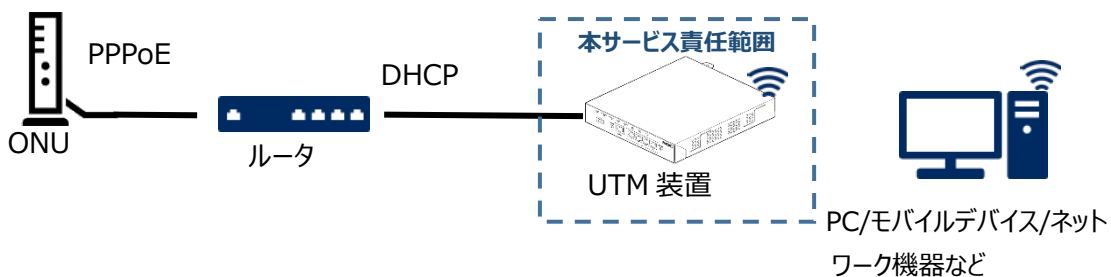 PPPoE
ONU
ルータ
DHCP
本サービス責任範囲
UTM 装置
PC/モバイルデバイス/ネット
ワーク機器など